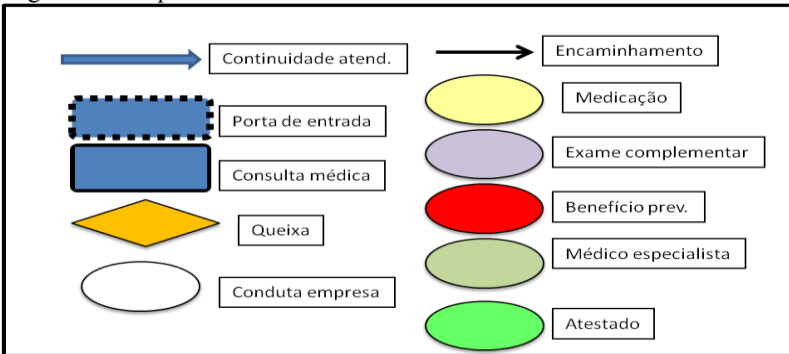 Continuidade atend.
Porta de entrada
Consulta médica
Queixa
Conduta empresa
Encaminhamento
Medicação
Exame complementar
Benefício prev.
Médico especialista
Atestado